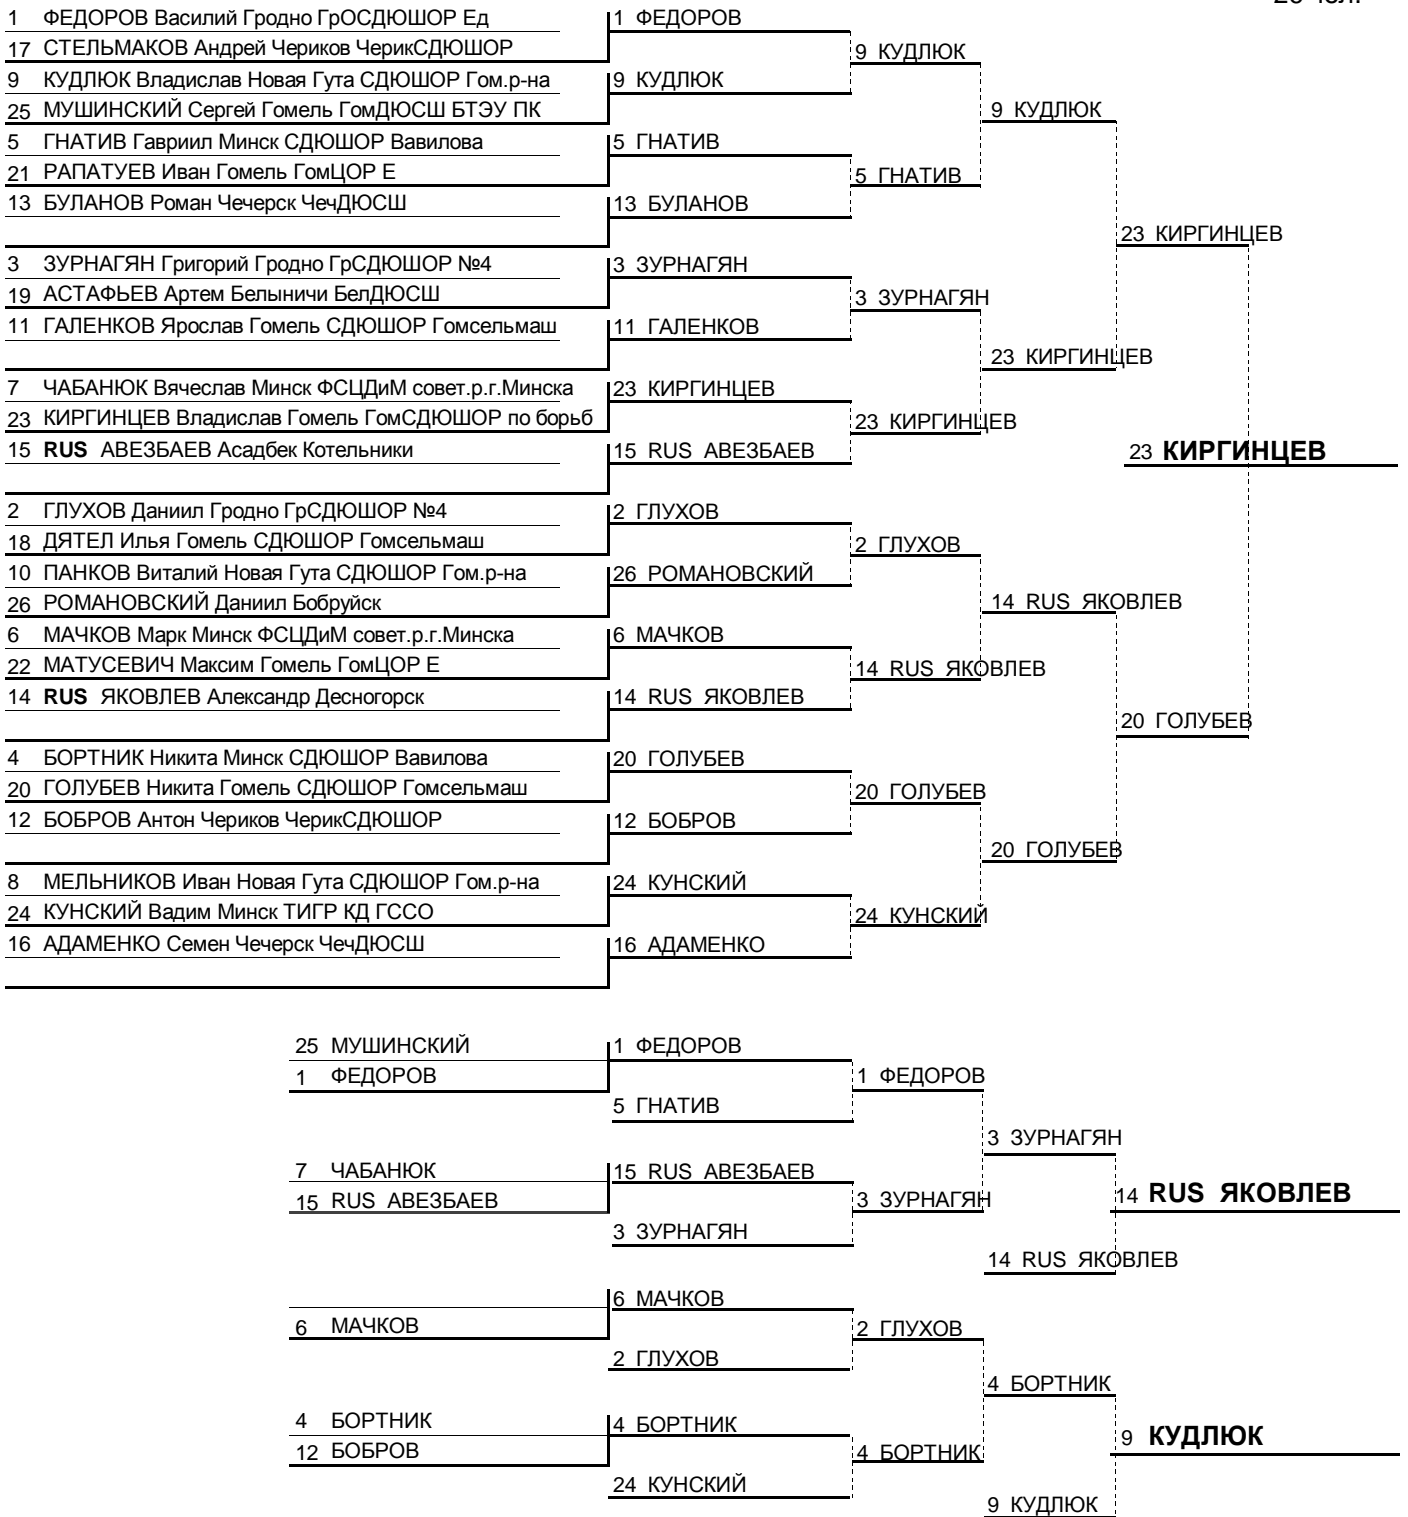 1 ФЕДОРОВ Василий Гродно ГрОСДЮШОР Ед
17 СТЕЛЬМАКОВ Андрей Чериков ЧерикСДЮШОР
9 КУДЛЮК Владислав Новая Гута СДЮШОР Гом.р-на
25 МУШИНСКИЙ Сергей Гомель ГомДЮСШ БТЭУ ПК
5 ГНАТИВ Гавриил Минск СДЮШОР Вавилова
21 РАПАТУЕВ Иван Гомель ГомЦОР Е
13 БУЛАНОВ Роман Чечерск ЧечДЮСШ
3 ЗУРНАГЯН Григорий Гродно ГрСДЮШОР №4
19 АСТАФЬЕВ Артем Белыничи БелДЮСШ
11 ГАЛЕНКОВ Ярослав Гомель СДЮШОР Гомсельмаш
7 ЧАБАНЮК Вячеслав Минск ФСЦДиМ совет.р.г.Минска
23 КИРГИНЦЕВ Владислав Гомель ГомСДЮШОР по борьб
15 RUS АВЕЗБАЕВ Асадбек Котельники
2 ГЛУХОВ Даниил Гродно ГрСДЮШОР №4
18 ДЯТЕЛ Илья Гомель СДЮШОР Гомсельмаш
10 ПАНКОВ Виталий Новая Гута СДЮШОР Гом.р-на
26 РОМАНОВСКИЙ Даниил Бобруйск
6 МАЧКОВ Марк Минск ФСЦДиМ совет.р.г.Минска
22 МАТУСЕВИЧ Максим Гомель ГомЦОР Е
14 RUS ЯКОВЛЕВ Александр Десногорск
4 БОРТНИК Никита Минск СДЮШОР Вавилова
20 ГОЛУБЕВ Никита Гомель СДЮШОР Гомсельмаш
12 БОБРОВ Антон Чериков ЧерикСДЮШОР
8 МЕЛЬНИКОВ Иван Новая Гута СДЮШОР Гом.р-на
24 КУНСКИЙ Вадим Минск ТИГР КД ГССО
16 АДАМЕНКО Семен Чечерск ЧечДЮСШ
1 ФЕДОРОВ
9 КУДЛЮК
5 ГНАТИВ
13 БУЛАНОВ
3 ЗУРНАГЯН
11 ГАЛЕНКОВ
23 КИРГИНЦЕВ
15 RUS АВЕЗБАЕВ
2 ГЛУХОВ
26 РОМАНОВСКИЙ
6 МАЧКОВ
14 RUS ЯКОВЛЕВ
20 ГОЛУБЕВ
12 БОБРОВ
24 КУНСКИЙ
16 АДАМЕНКО
9 КУДЛЮК
5 ГНАТИВ
3 ЗУРНАГЯН
23 КИРГИНЦЕВ
2 ГЛУХОВ
14 RUS ЯКОВЛЕВ
20 ГОЛУБЕВ
24 КУНСКИЙ
9 КУДЛЮК
23 КИРГИНЦЕВ
14 RUS ЯКОВЛЕВ
20 ГОЛУБЕВ
23 КИРГИНЦЕВ
20 ГОЛУБЕВ
23 КИРГИНЦЕВ
25 МУШИНСКИЙ
1 ФЕДОРОВ
7 ЧАБАНЮК
15 RUS АВЕЗБАЕВ
6 МАЧКОВ
4 БОРТНИК
12 БОБРОВ
1 ФЕДОРОВ
5 ГНАТИВ
15 RUS АВЕЗБАЕВ
3 ЗУРНАГЯН
6 МАЧКОВ
2 ГЛУХОВ
4 БОРТНИК
24 КУНСКИЙ
1 ФЕДОРОВ
3 ЗУРНАГЯН
2 ГЛУХОВ
4 БОРТНИК
3 ЗУРНАГЯН
14 RUS ЯКОВЛЕВ
4 БОРТНИК
9 КУДЛЮК
14 RUS ЯКОВЛЕВ
9 КУДЛЮК